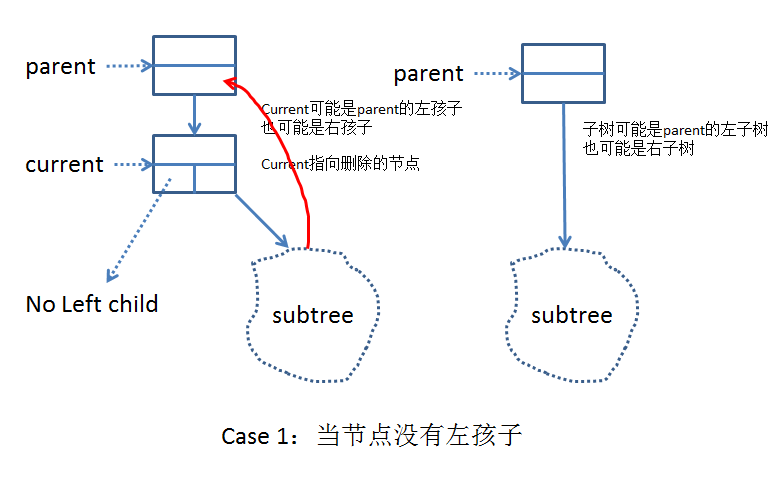 parent
Current可能是parent的左孩子
也可能是右孩子
current
Current指向删除的节点
No Left child
subtree
parent
子树可能是parent的左子树
也可能是右子树
subtree
Case 1：当节点没有左孩子